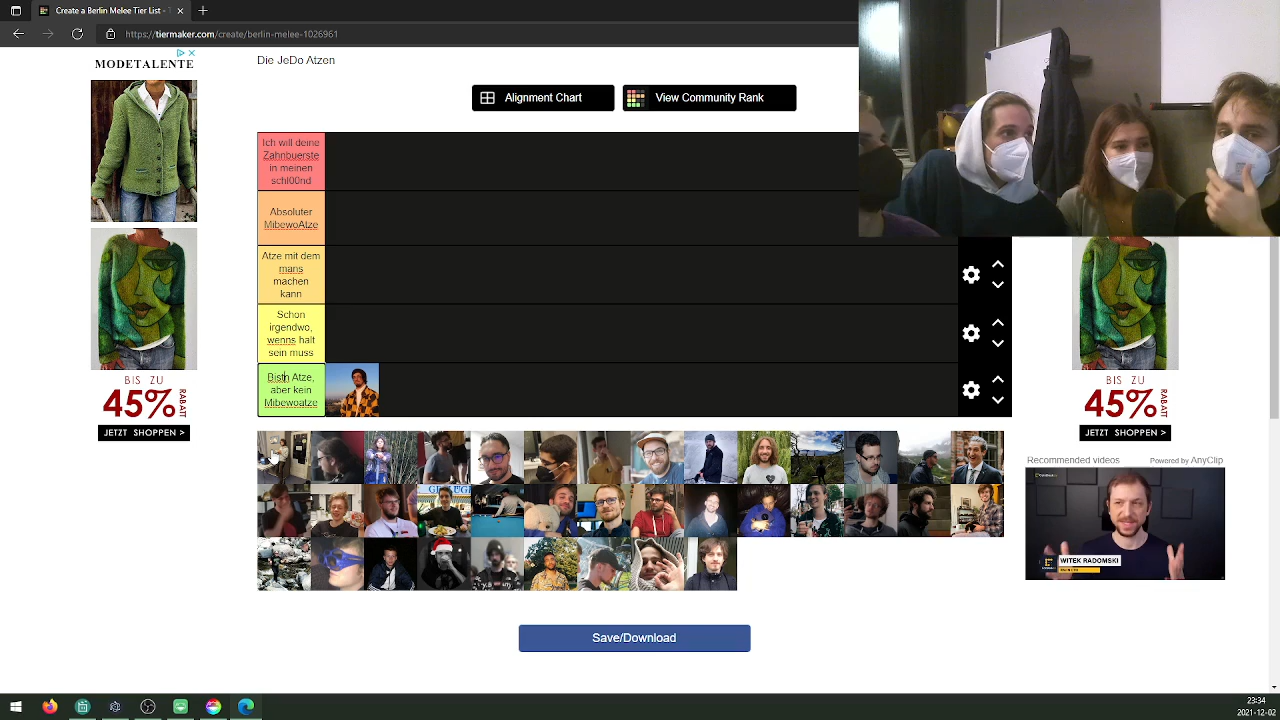 Create a Berlin Melee Tier List - T
https://tiermaker.com/create/berlin-melee-1026961
Die JeDo Atzen
MODETALENTE
Alignment Chart
View Community Rank
Ich will deine
Zahnbuerste
in meinen
schl00nd
Absoluter
MibewoAtze
Atze mit dem
mans
machen
kann
Schon
irgendwo,
wenns halt
sein muss
Bistn Atze,
aber kein
Mibewoatze
BIS ZU
45%
RABATT
JETZT SHOPPEN >
BIS ZU
45%
RABATT
JETZT SHOPPEN >
Recommended videos
Powered by AnyClip
WITEK RADOMSKI
Save/Download
23:34
2021-12-02